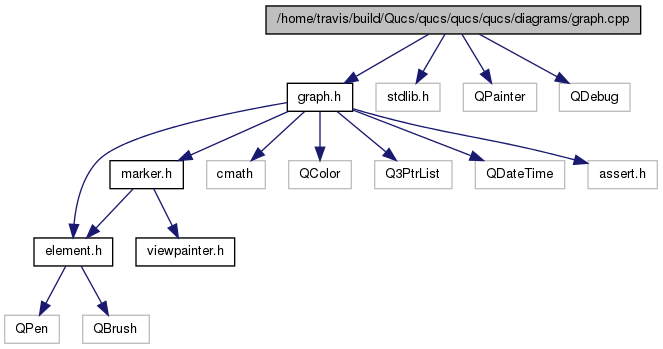 /home/travis/build/Qucs/qucs/qucs/qucs/diagrams/graph.cpp
graph.h
stdlib.h
QPainter
QDebug
marker.h
cmath
QColor
Q3PtrList
QDateTime
assert.h
element.h
viewpainter.h
QPen
QBrush